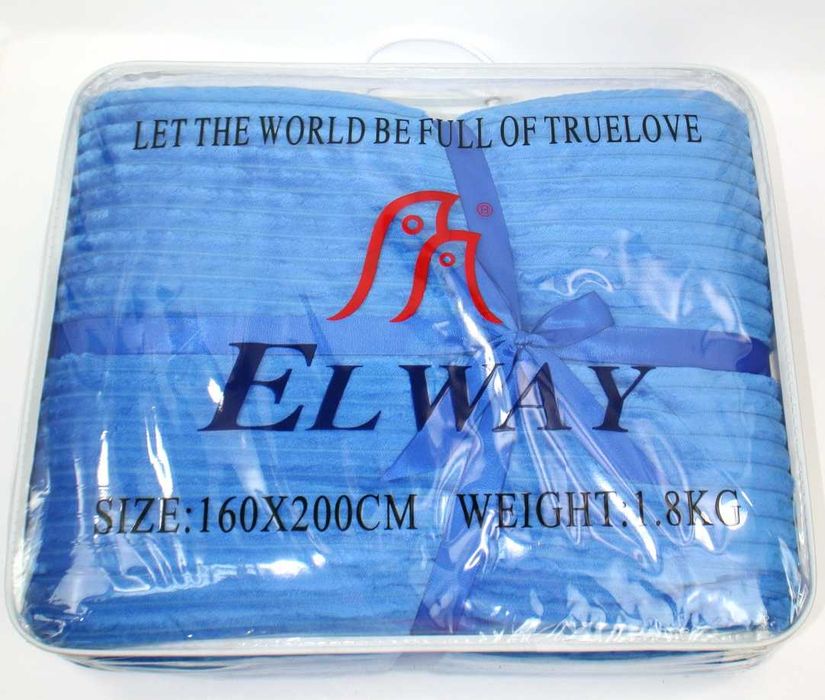 LET THE WORLD BE FULL OF TRUELOVE
®
ELWAY
SIZE:160X200CM WEIGHT:1.8KG